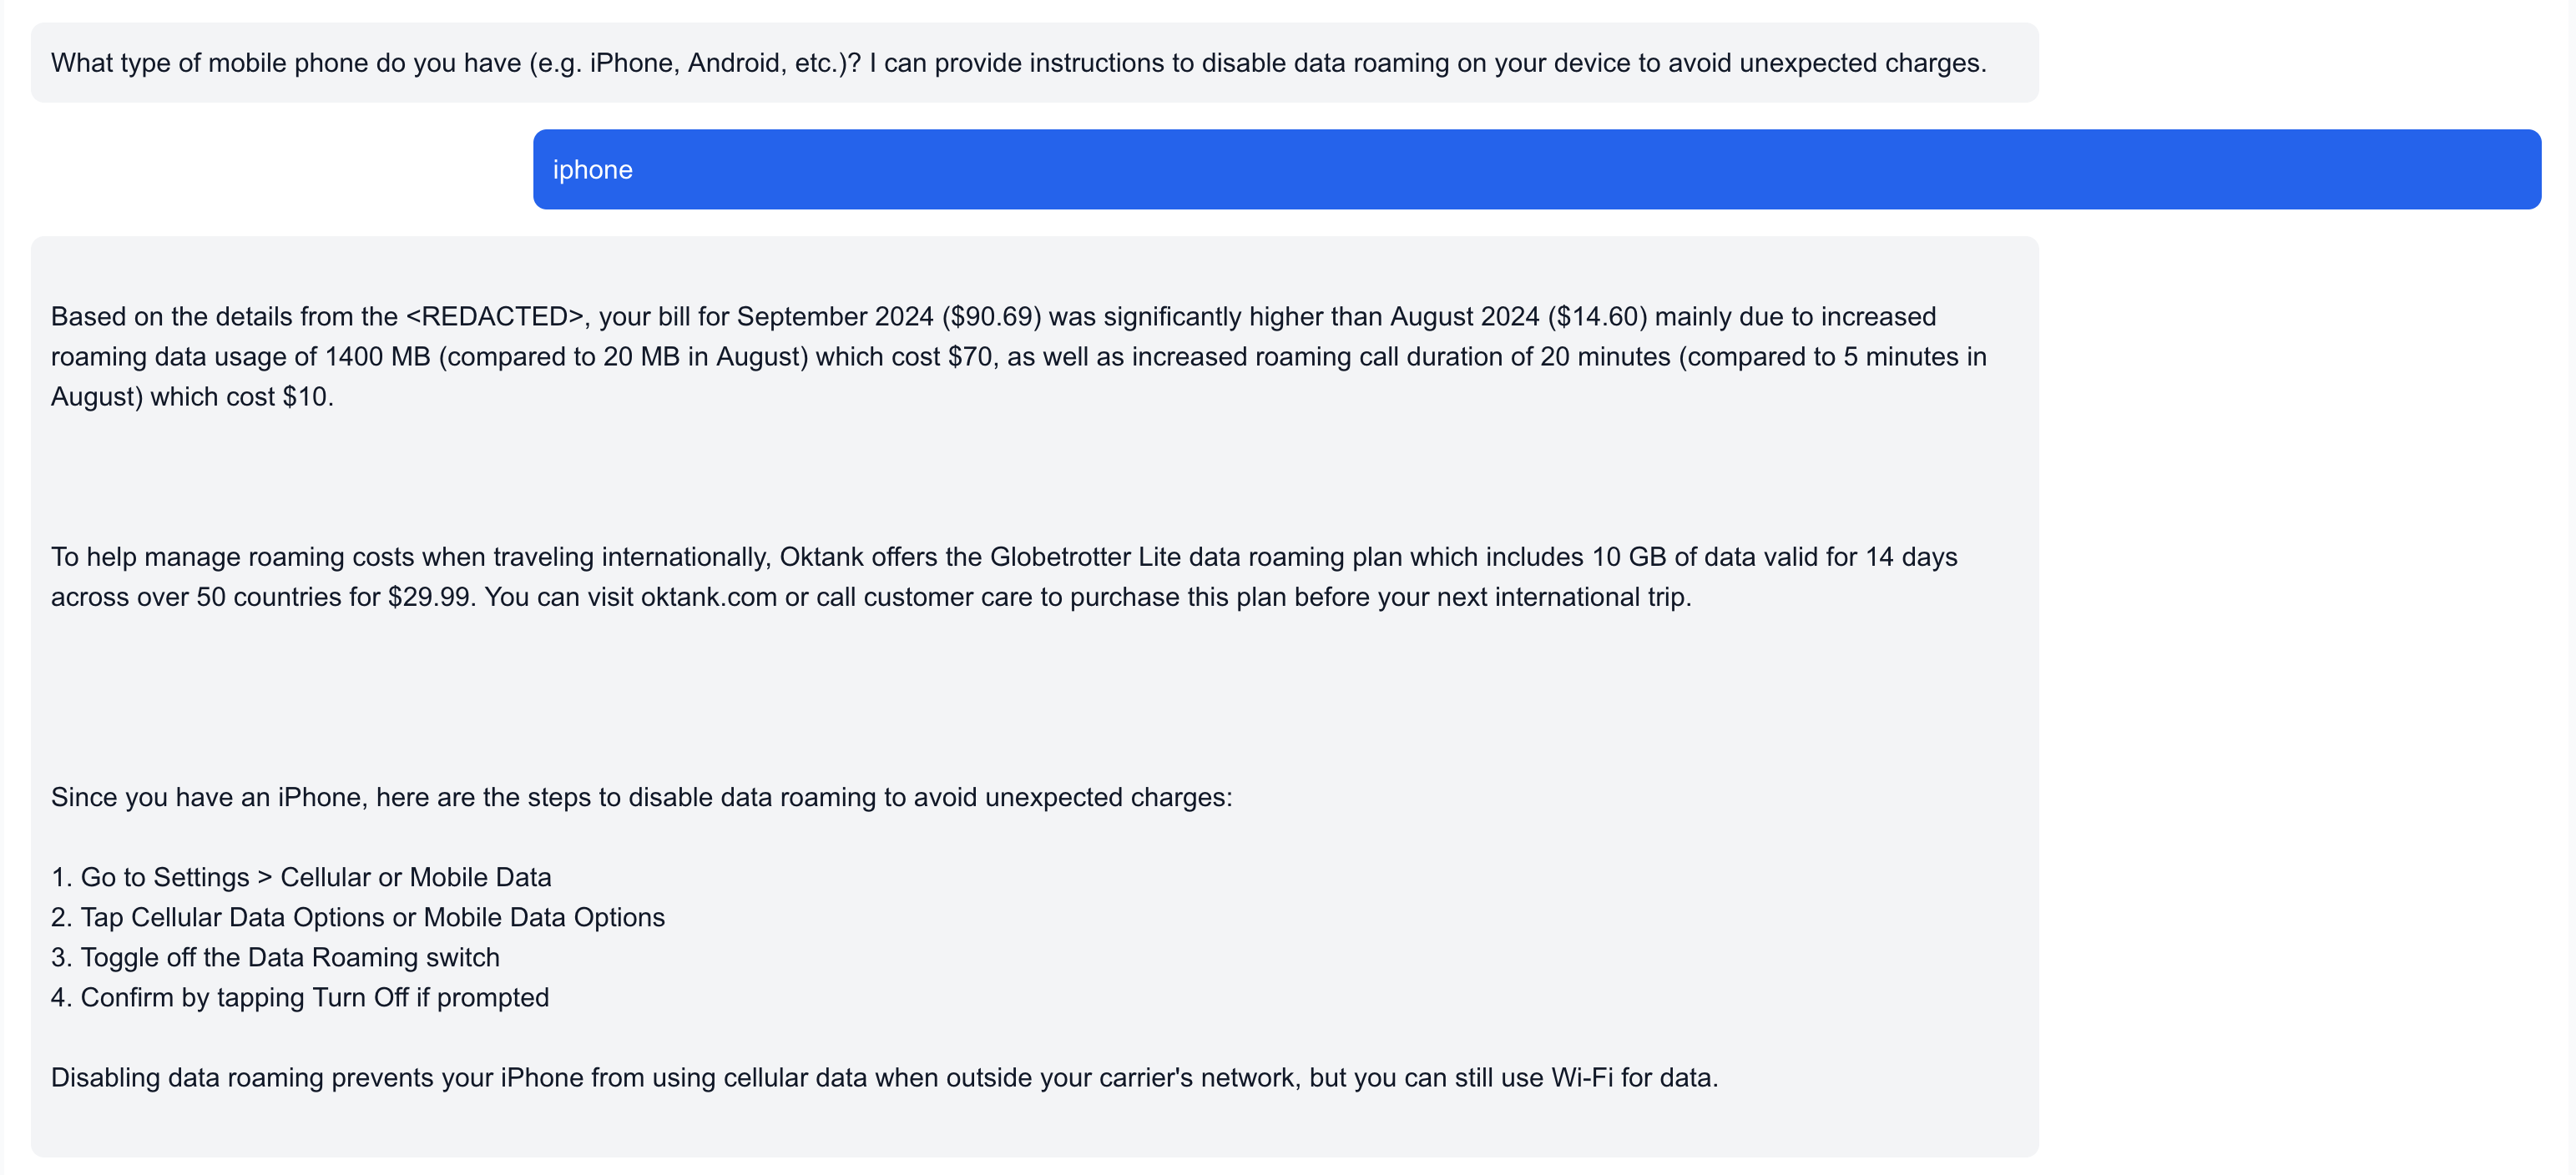 What type of mobile phone do you have (e.g. iPhone, Android, etc.)? I can provide instructions to disable data roaming on your device to avoid unexpected charges.
iphone
Based on the details from the <REDACTED>, your bill for September 2024 ($90.69) was significantly higher than August 2024 ($14.60) mainly due to increased
roaming data usage of 1400 MB (compared to 20 MB in August) which cost $70, as well as increased roaming call duration of 20 minutes (compared to 5 minutes in
August) which cost $10.
To help manage roaming costs when traveling internationally, Oktank offers the Globetrotter Lite data roaming plan which includes 10 GB of data valid for 14 days
across over 50 countries for $29.99. You can visit oktank.com or call customer care to purchase this plan before your next international trip.
Since you have an iPhone, here are the steps to disable data roaming to avoid unexpected charges:
1. Go to Settings > Cellular or Mobile Data
2. Tap Cellular Data Options or Mobile Data Options
3. Toggle off the Data Roaming switch
4. Confirm by tapping Turn Off if prompted
Disabling data roaming prevents your iPhone from using cellular data when outside your carrier's network, but you can still use Wi-Fi for data.